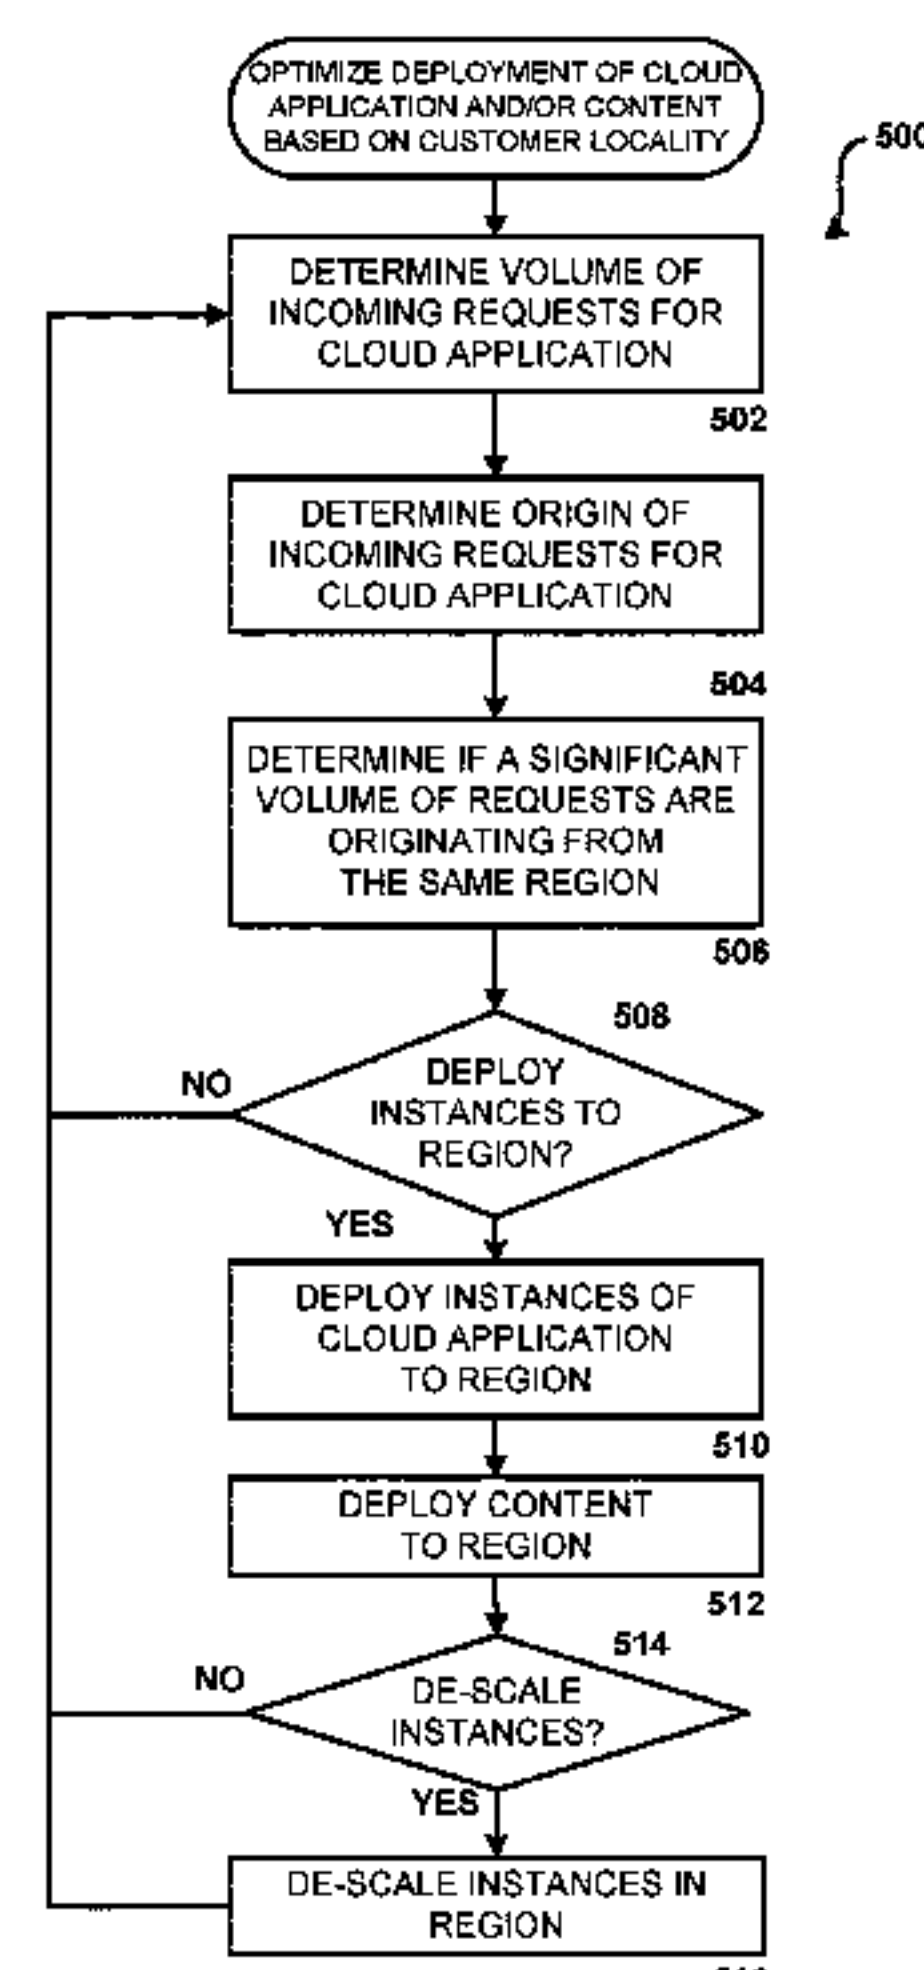 OPTIMIZE DEPLOYMENT OF CLOUD
APPLICATION AND/OR CONTENT
BASED ON CUSTOMER LOCALITY
500
DETERMINE VOLUME OF
INCOMING REQUESTS FOR
CLOUD APPLICATION
502
DETERMINE ORIGIN OF
INCOMING REQUESTS FOR
CLOUD APPLICATION
504
DETERMINE IF A SIGNIFICANT
VOLUME OF REQUESTS ARE
ORIGINATING FROM
THE SAME REGION
506
508
DEPLOY
INSTANCES TO
REGION?
NO
YES
DEPLOY INSTANCES OF
CLOUD APPLICATION
TO REGION
510
DEPLOY CONTENT
TO REGION
512
514
DE-SCALE
INSTANCES?
NO
YES
DE-SCALE INSTANCES IN
REGION